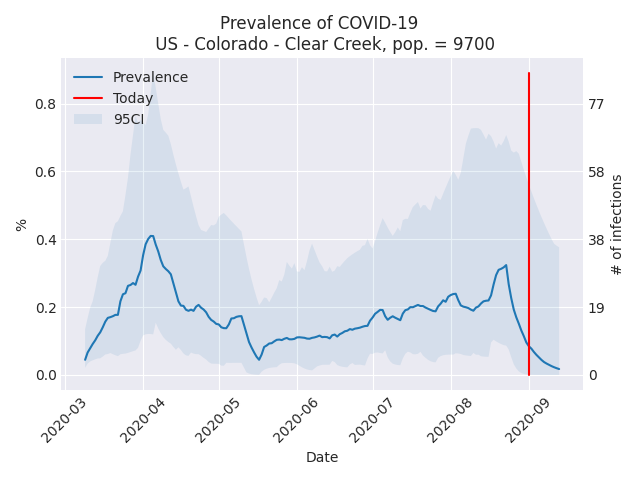 Prevalence of COVID-19
US - Colorado - Clear Creek, pop. = 9700
Prevalence
Today
95CI
0.8
0.6
0.4
0.2
0.0
%
77
58
38
19
0
# of infections
2020-03
2020-04
2020-05
2020-06
2020-07
2020-08
2020-09
Date